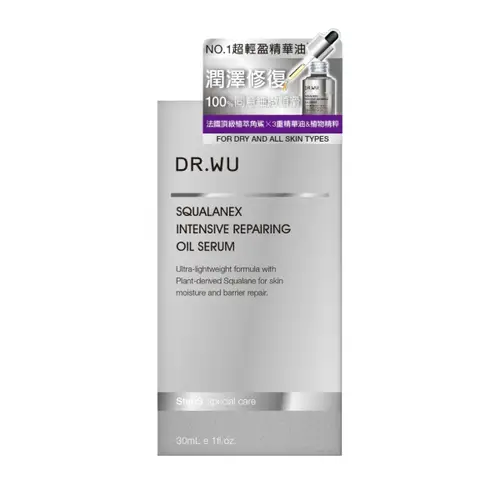 NO.1超輕盈精華油
潤澤修復
100%
DR.WU
法國頂級植萃角鯊×3重精華油&植物精粹
FOR DRY AND ALL SKIN TYPES
DR.WU
SQUALANEX
INTENSIVE REPAIRING
OIL SERUM
Ultra-lightweight formula with
Plant-derived Squalane for skin
moisture and barrier repair.
special care
30mL e 1fl.oz.